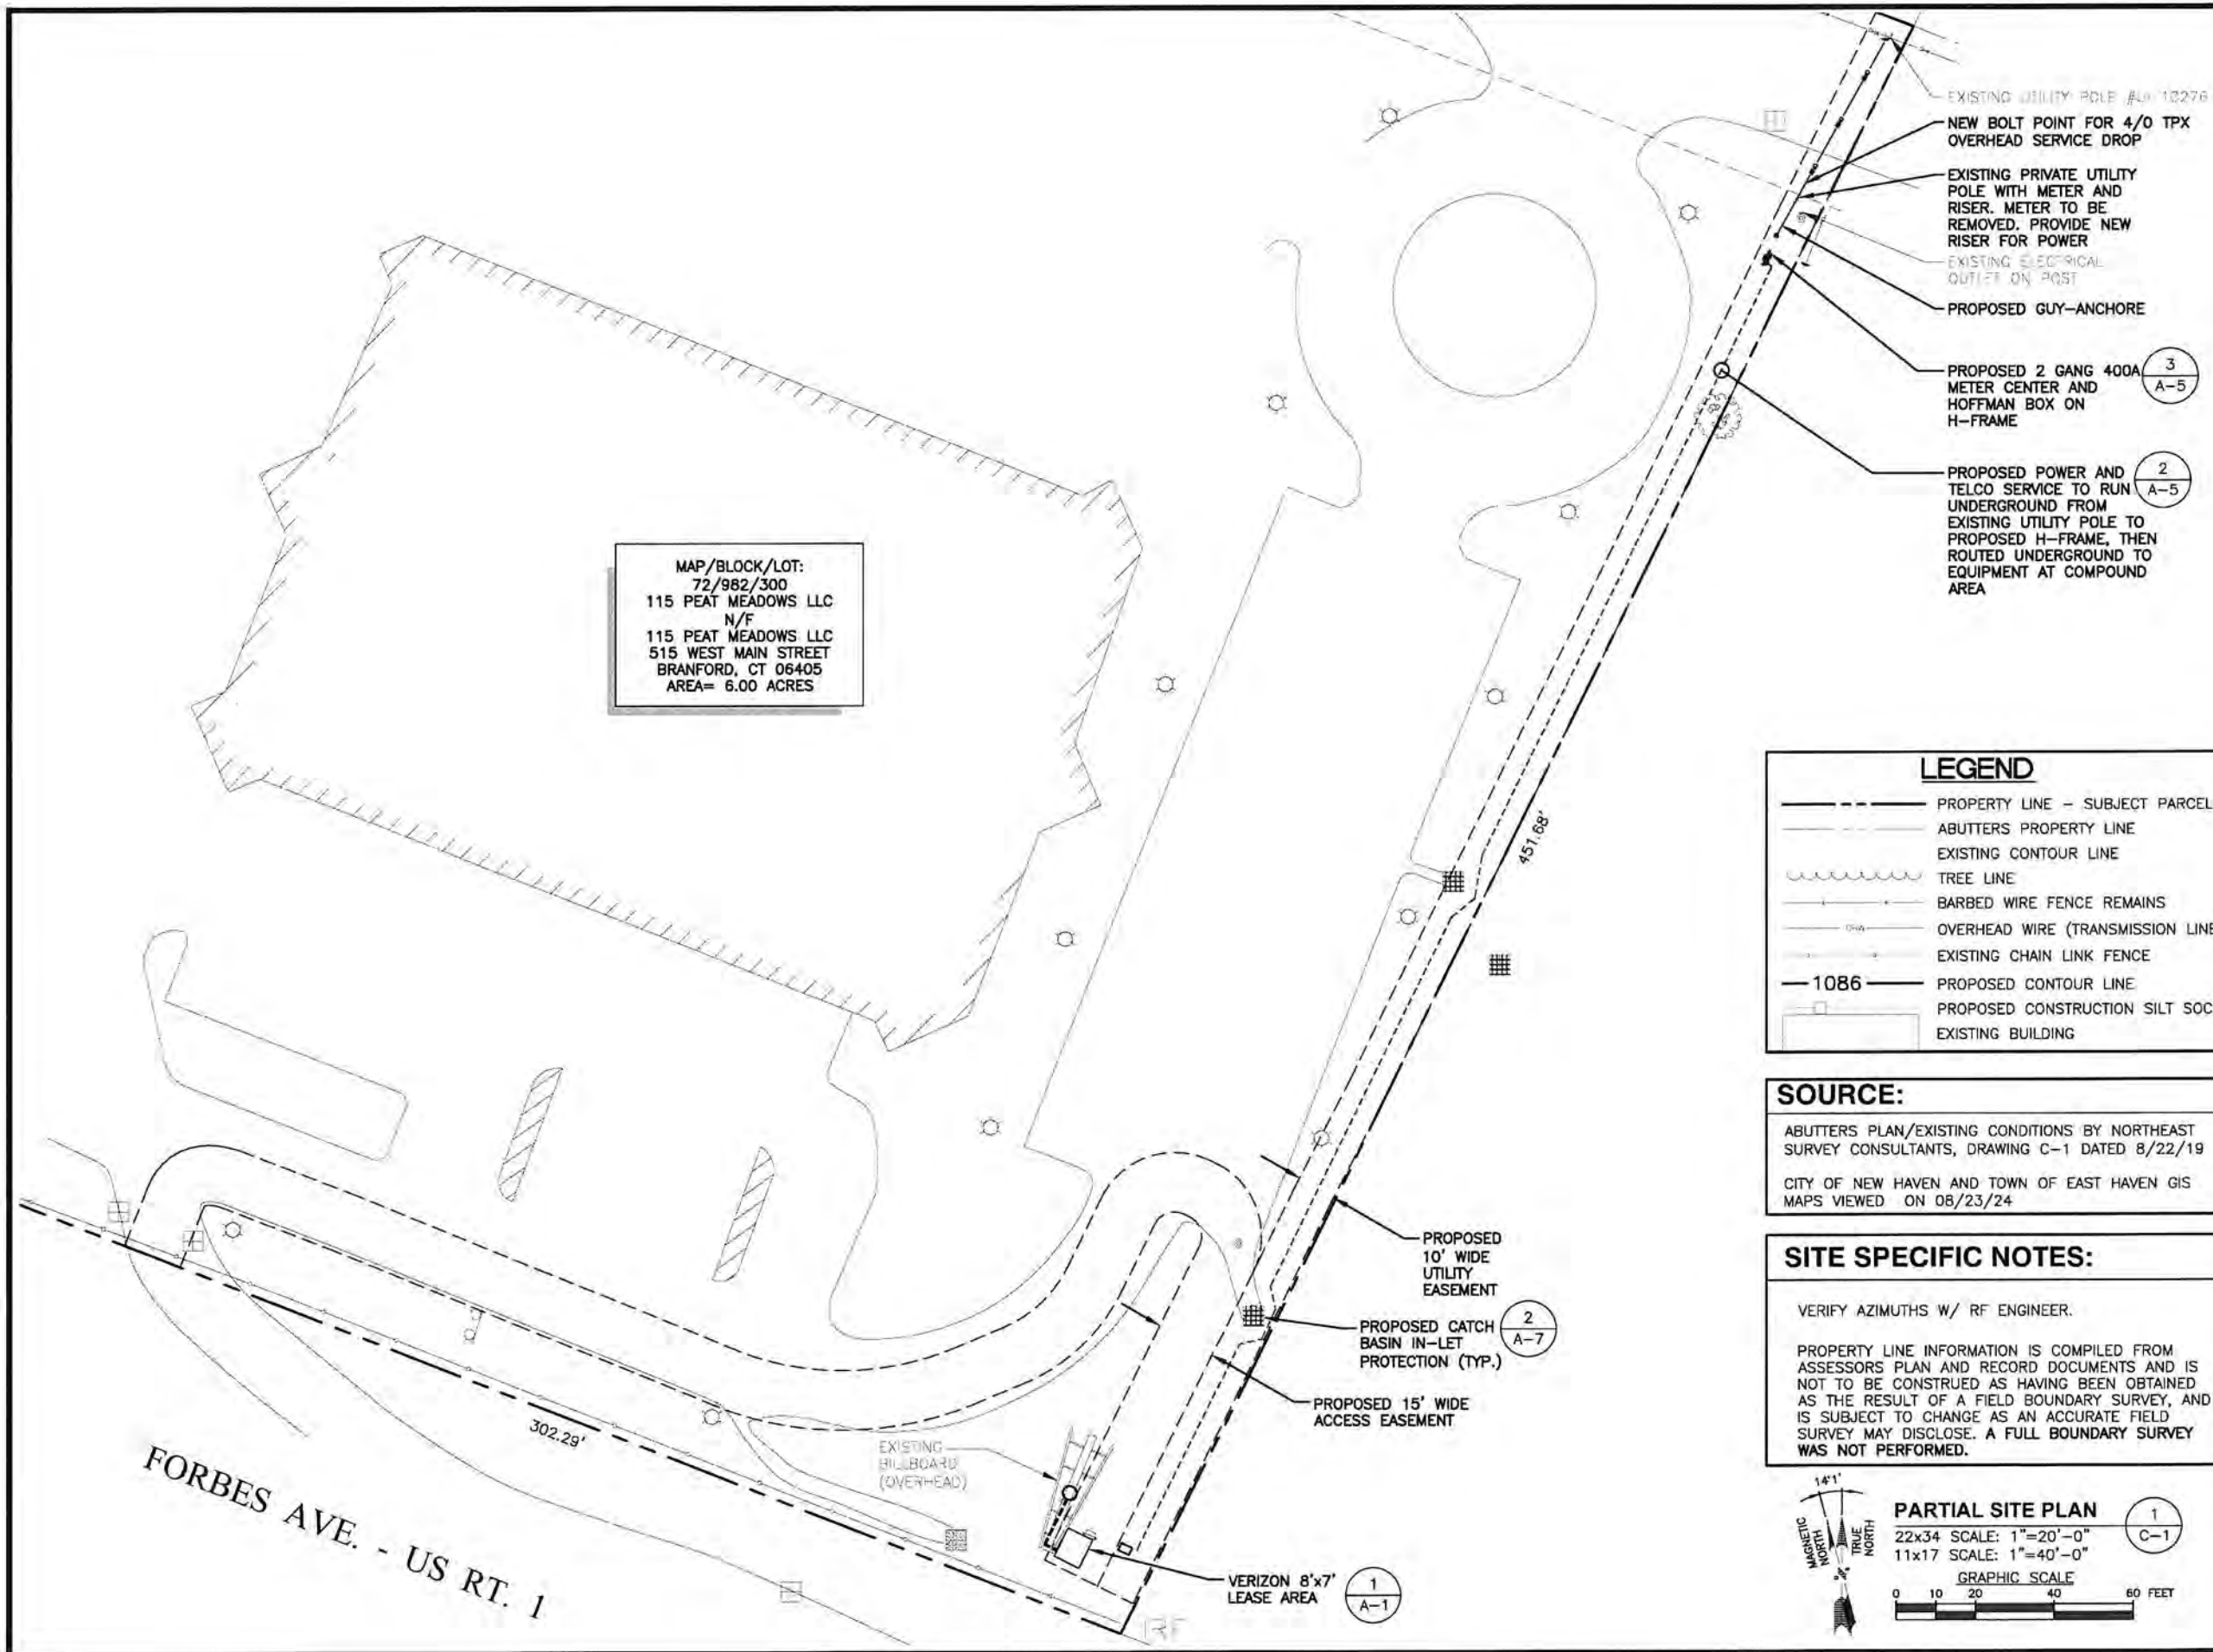 EXISTING UTILITY POLE 10276
NEW BOLT POINT FOR 4/0 TPX
OVERHEAD SERVICE DROP
EXISTING PRIVATE UTILITY
POLE WITH METER AND
RISER. METER TO BE
REMOVED. PROVIDE NEW
RISER FOR POWER
EXISTING ELECTRICAL
OUTLET ON POST
PROPOSED GUY-ANCHORE
PROPOSED 2 GANG 400A
METER CENTER AND
HOFFMAN BOX ON
H-FRAME
3
A-5
PROPOSED POWER AND
TELCO SERVICE TO RUN
UNDERGROUND FROM
EXISTING UTILITY POLE TO
PROPOSED H-FRAME, THEN
ROUTED UNDERGROUND TO
EQUIPMENT AT COMPOUND
AREA
2
A-5
MAP/BLOCK/LOT:
72/982/300
115 PEAT MEADOWS LLC
N/F
115 PEAT MEADOWS LLC
515 WEST MAIN STREET
BRANFORD, CT 06405
AREA= 6.00 ACRES
451.68'
LEGEND
PROPERTY LINE - SUBJECT PARCEL
ABUTTERS PROPERTY LINE
EXISTING CONTOUR LINE
TREE LINE
BARBED WIRE FENCE REMAINS
OHW
OVERHEAD WIRE (TRANSMISSION LINE
EXISTING CHAIN LINK FENCE
1086
PROPOSED CONTOUR LINE
PROPOSED CONSTRUCTION SILT SOC
EXISTING BUILDING
SOURCE:
ABUTTERS PLAN/EXISTING CONDITIONS BY NORTHEAST
SURVEY CONSULTANTS, DRAWING C-1 DATED 8/22/19
CITY OF NEW HAVEN AND TOWN OF EAST HAVEN GIS
MAPS VIEWED ON 08/23/24
SITE SPECIFIC NOTES:
VERIFY AZIMUTHS W/ RF ENGINEER.
PROPERTY LINE INFORMATION IS COMPILED FROM
ASSESSORS PLAN AND RECORD DOCUMENTS AND IS
NOT TO BE CONSTRUED AS HAVING BEEN OBTAINED
AS THE RESULT OF A FIELD BOUNDARY SURVEY, AND
IS SUBJECT TO CHANGE AS AN ACCURATE FIELD
SURVEY MAY DISCLOSE. A FULL BOUNDARY SURVEY
WAS NOT PERFORMED.
PROPOSED
10' WIDE
UTILITY
EASEMENT
PROPOSED CATCH
BASIN IN-LET
PROTECTION (TYP.)
2
A-7
PROPOSED 15' WIDE
ACCESS EASEMENT
EXISTING
BILLBOARD
(OVERHEAD)
302.29'
FORBES AVE. - US RT. 1
VERIZON 8'x7'
LEASE AREA
1
A-1
14°1'
MAGNETIC
NORTH
TRUE
NORTH
PARTIAL SITE PLAN
22x34 SCALE: 1"=20'-0"
11x17 SCALE: 1"=40'-0"
1
C-1
GRAPHIC SCALE
0 10 20 40 60 FEET